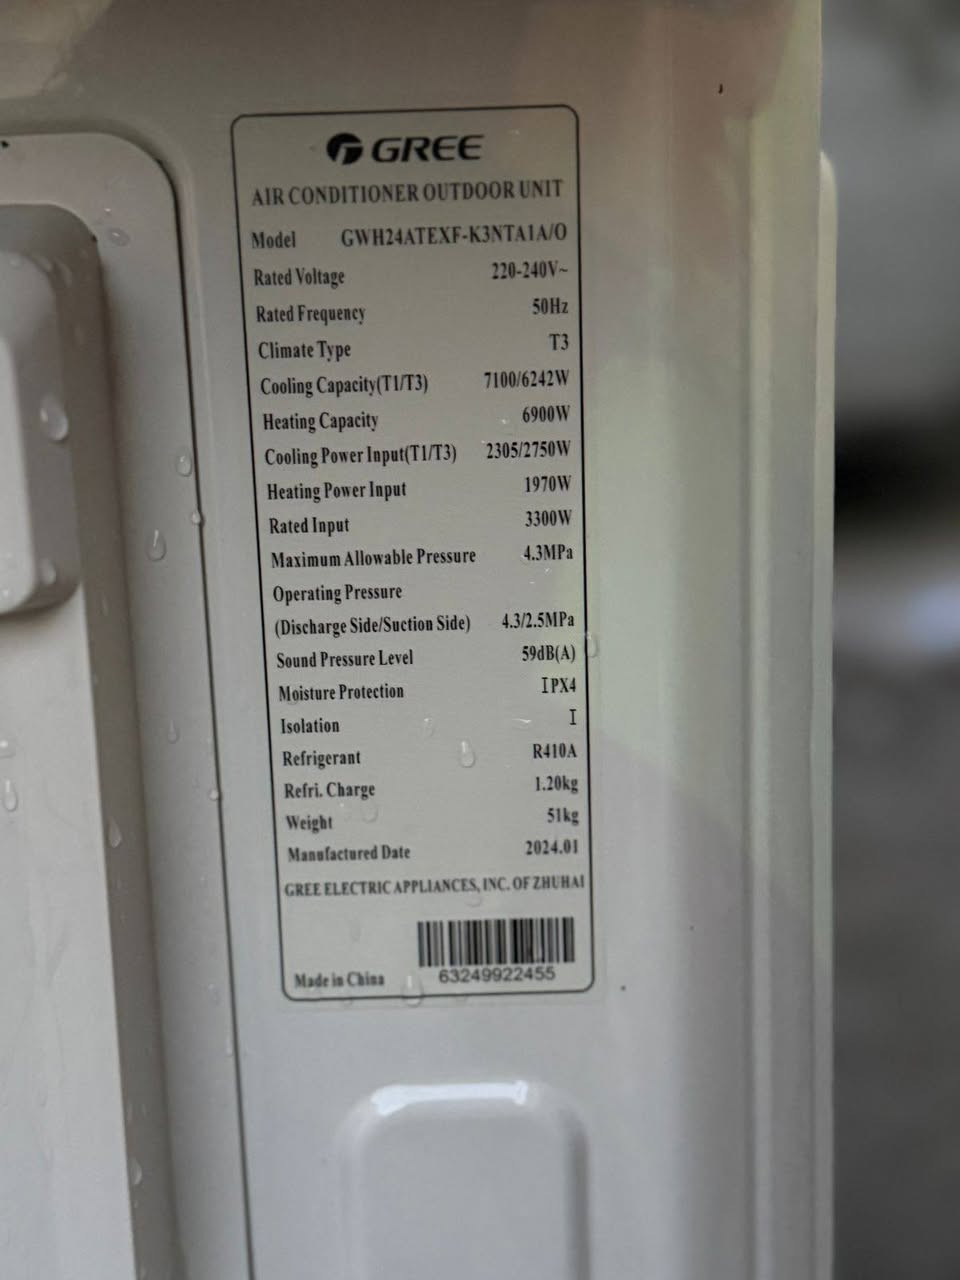 GREE
AIR CONDITIONER OUTDOOR UNIT
Model GWH24ATEXF-K3NTA1A/O
Rated Voltage 220-240V~
Rated Frequency 50Hz
Climate Type T3
Cooling Capacity(T1/T3) 7100/6242W
Heating Capacity 6900W
Cooling Power Input(T1/T3) 2305/2750W
Heating Power Input 1970W
Rated Input 3300W
Maximum Allowable Pressure 4.3MPa
Operating Pressure
(Discharge Side/Suction Side) 4.3/2.5MPa
Sound Pressure Level 59dB(A)
Moisture Protection IPX4
Isolation I
Refrigerant R410A
Refri. Charge 1.20kg
Weight 51kg
Manufactured Date 2024.01
GREE ELECTRIC APPLIANCES, INC. OF ZHUHAI
63249922455
Made in China